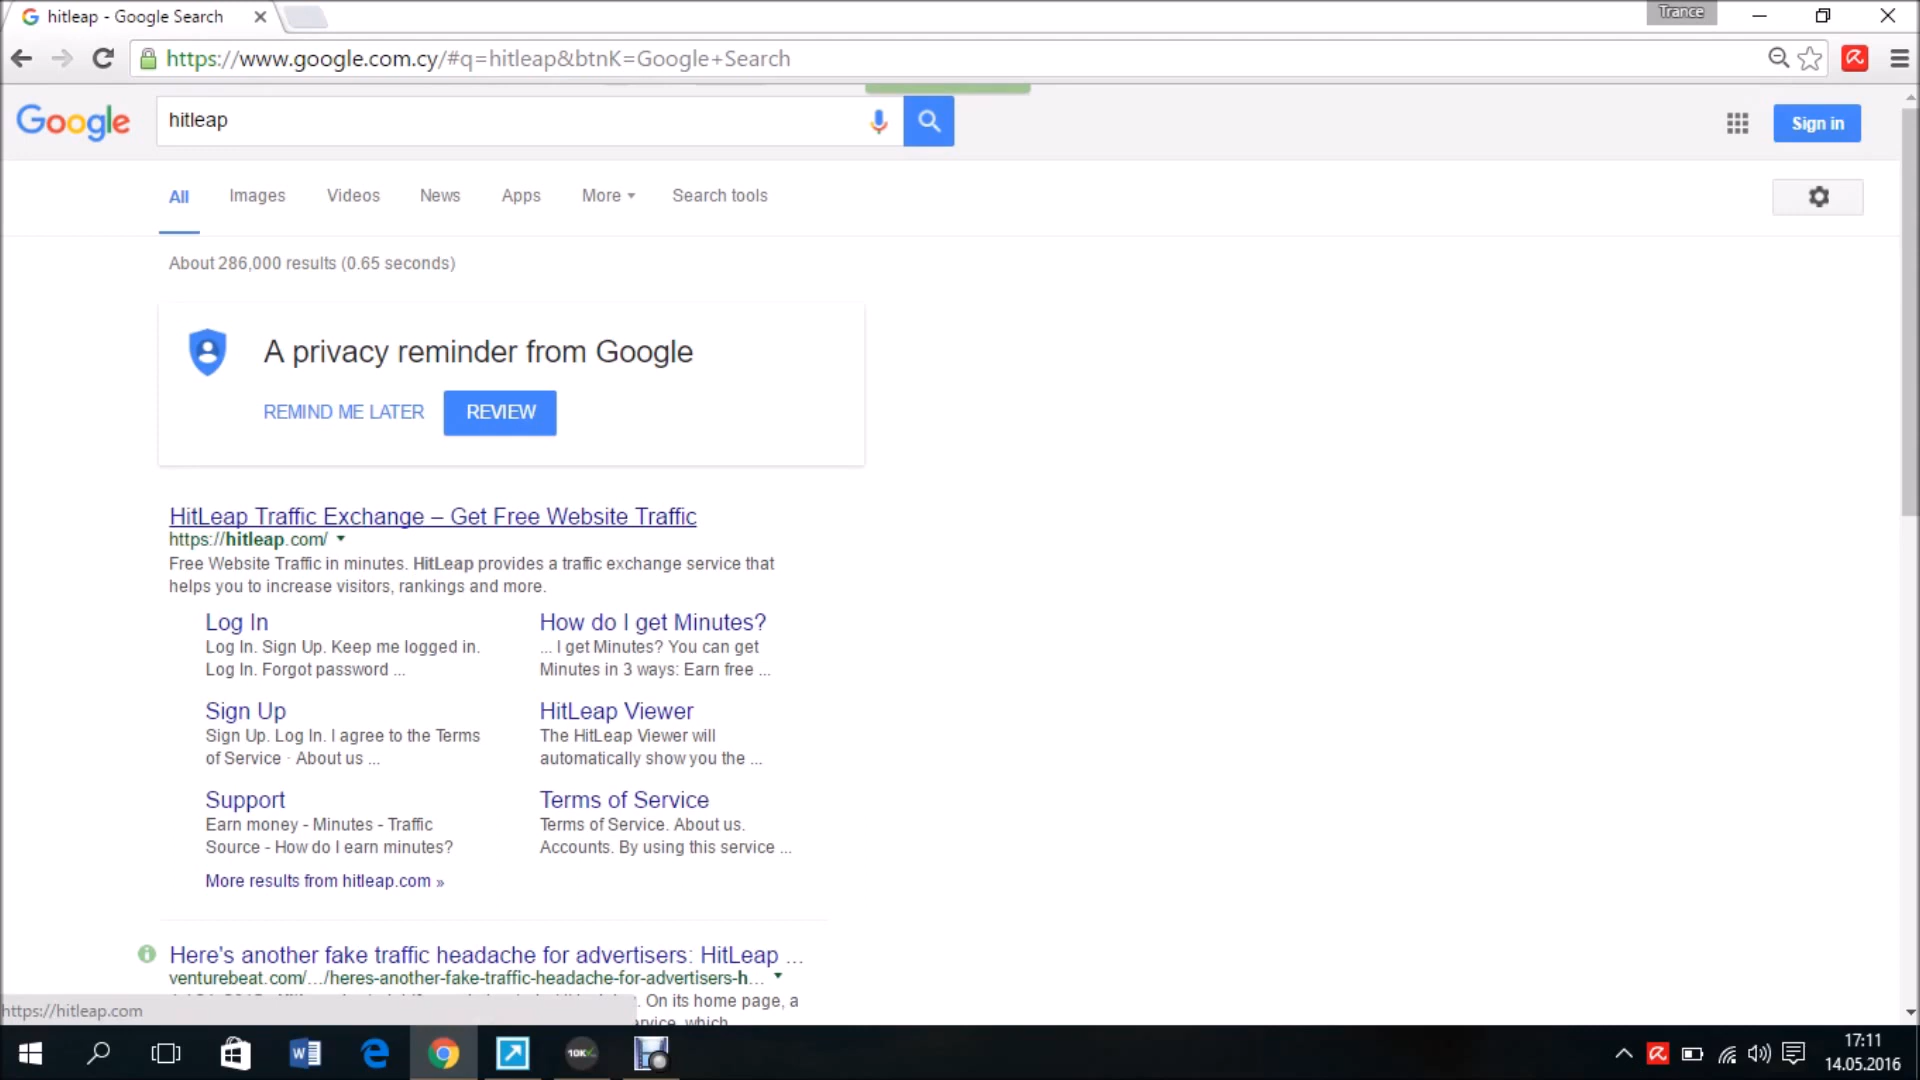 hitleap - Google Search
Trance
https://www.google.com.cy/#q=hitleap&btnK=Google+Search
Google
hitleap
Sign in
All Images Videos News Apps More Search tools
About 286,000 results (0.65 seconds)
A privacy reminder from Google
REMIND ME LATER REVIEW
HitLeap Traffic Exchange – Get Free Website Traffic
https://hitleap.com/
Free Website Traffic in minutes. HitLeap provides a traffic exchange service that
helps you to increase visitors, rankings and more.
Log In
Log In. Sign Up. Keep me logged in.
Log In. Forgot password ...
How do I get Minutes?
... I get Minutes? You can get
Minutes in 3 ways: Earn free ...
Sign Up
Sign Up. Log In. I agree to the Terms
of Service · About us ...
HitLeap Viewer
The HitLeap Viewer will
automatically show you the ...
Support
Earn money - Minutes - Traffic
Source - How do I earn minutes?
Terms of Service
Terms of Service. About us.
Accounts. By using this service ...
More results from hitleap.com »
Here's another fake traffic headache for advertisers: HitLeap ...
venturebeat.com/.../heres-another-fake-traffic-headache-for-advertisers-h...
On its home page, a
https://hitleap.com
which
10K
17:11
14.05.2016